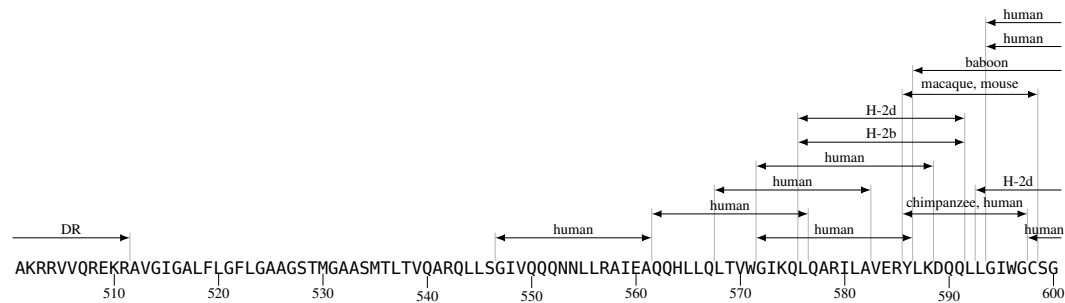 human
human
baboon
macaque, mouse
H-2d
H-2b
human
human H-2d
human chimpanzee, human
DR human human human
AKRRVVQREKRAVGIGALFLGFLGAAGSTMGAASMTLTVQARQLLSGIVQQQNNLLRAIEAQQHLLQLTVWGIKQLQARILAVERYLKDQQLLGIWGCSG
510 520 530 540 550 560 570 580 590 600